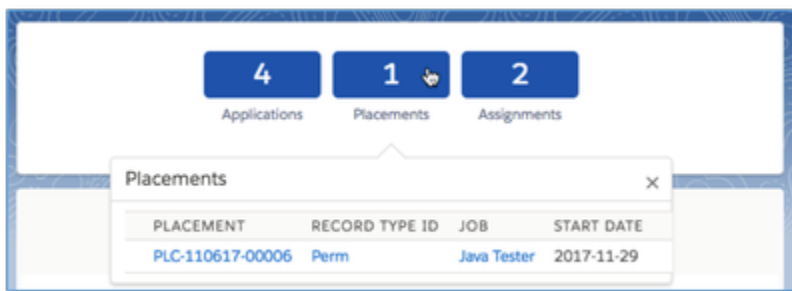 4 1 2
Applications Placements Assignments
Placements ×
PLACEMENT RECORD TYPE ID JOB START DATE
PLC-110617-00006 Perm Java Tester 2017-11-29